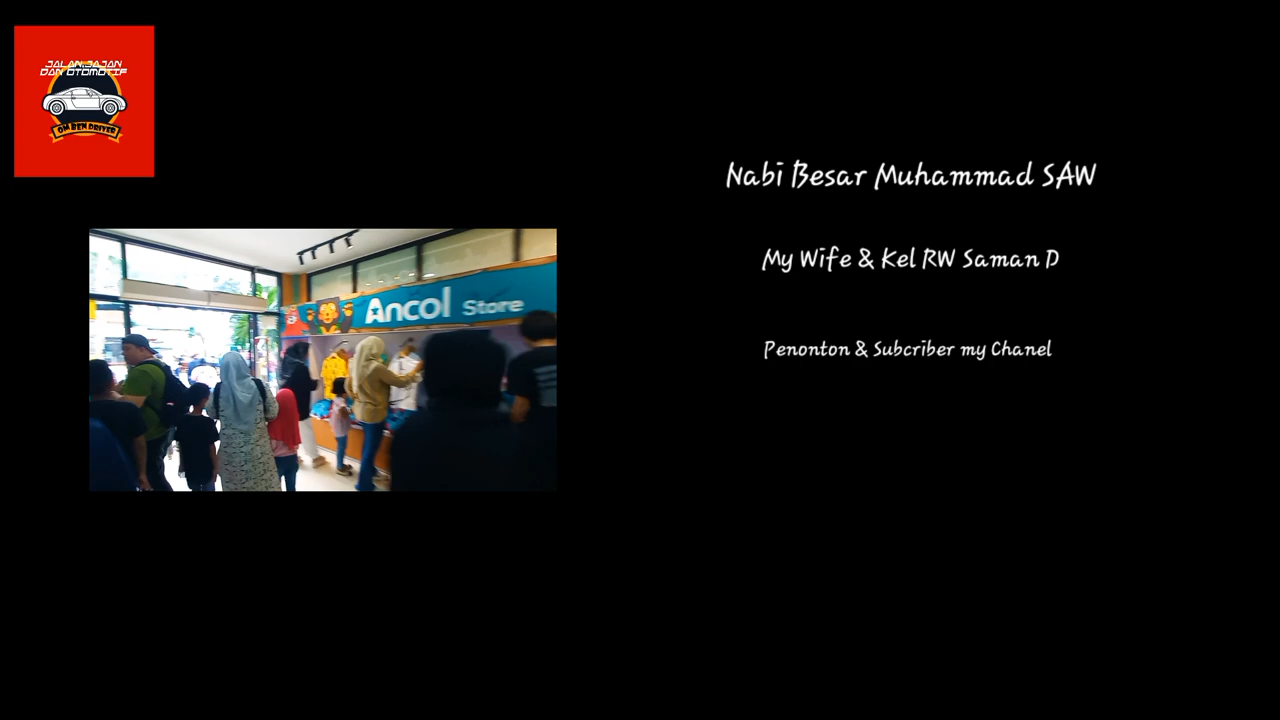 JALAN,JAJAN
DAN OTOMOTIF
OM BEN DRIVER
Nabi Besar Muhammad SAW
My Wife & Kel RW Saman D
Penonton & Subcriber my Chanel
Ancol Store